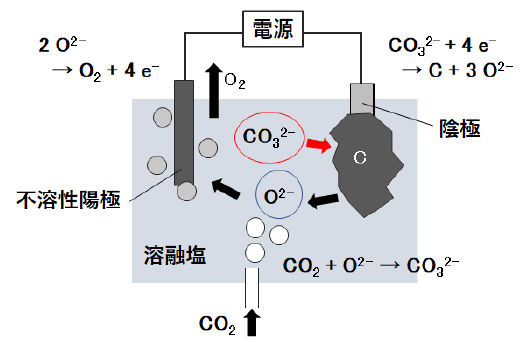 電源
2 O²⁻
→ O₂ + 4 e⁻
CO₃²⁻ + 4 e⁻
→ C + 3 O²⁻
O₂
CO₃²⁻
陰極
C
不溶性陽極
O²⁻
溶融塩
CO₂ + O²⁻ → CO₃²⁻
CO₂